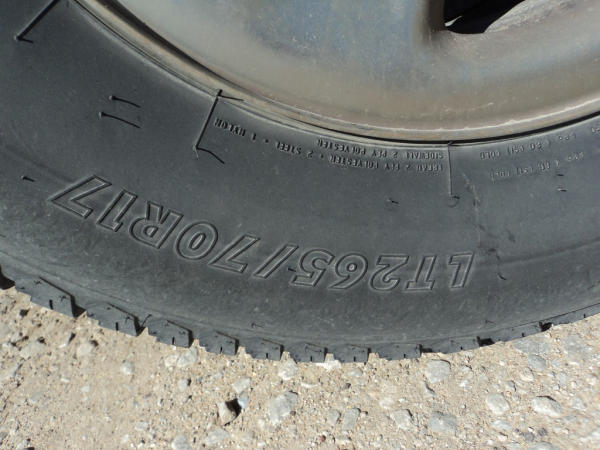 LT265/70R17
TREAD 2 PLY POLYESTER + 2 STEEL + 1 NYLON
SIDEWALL 2 PLY POLYESTER